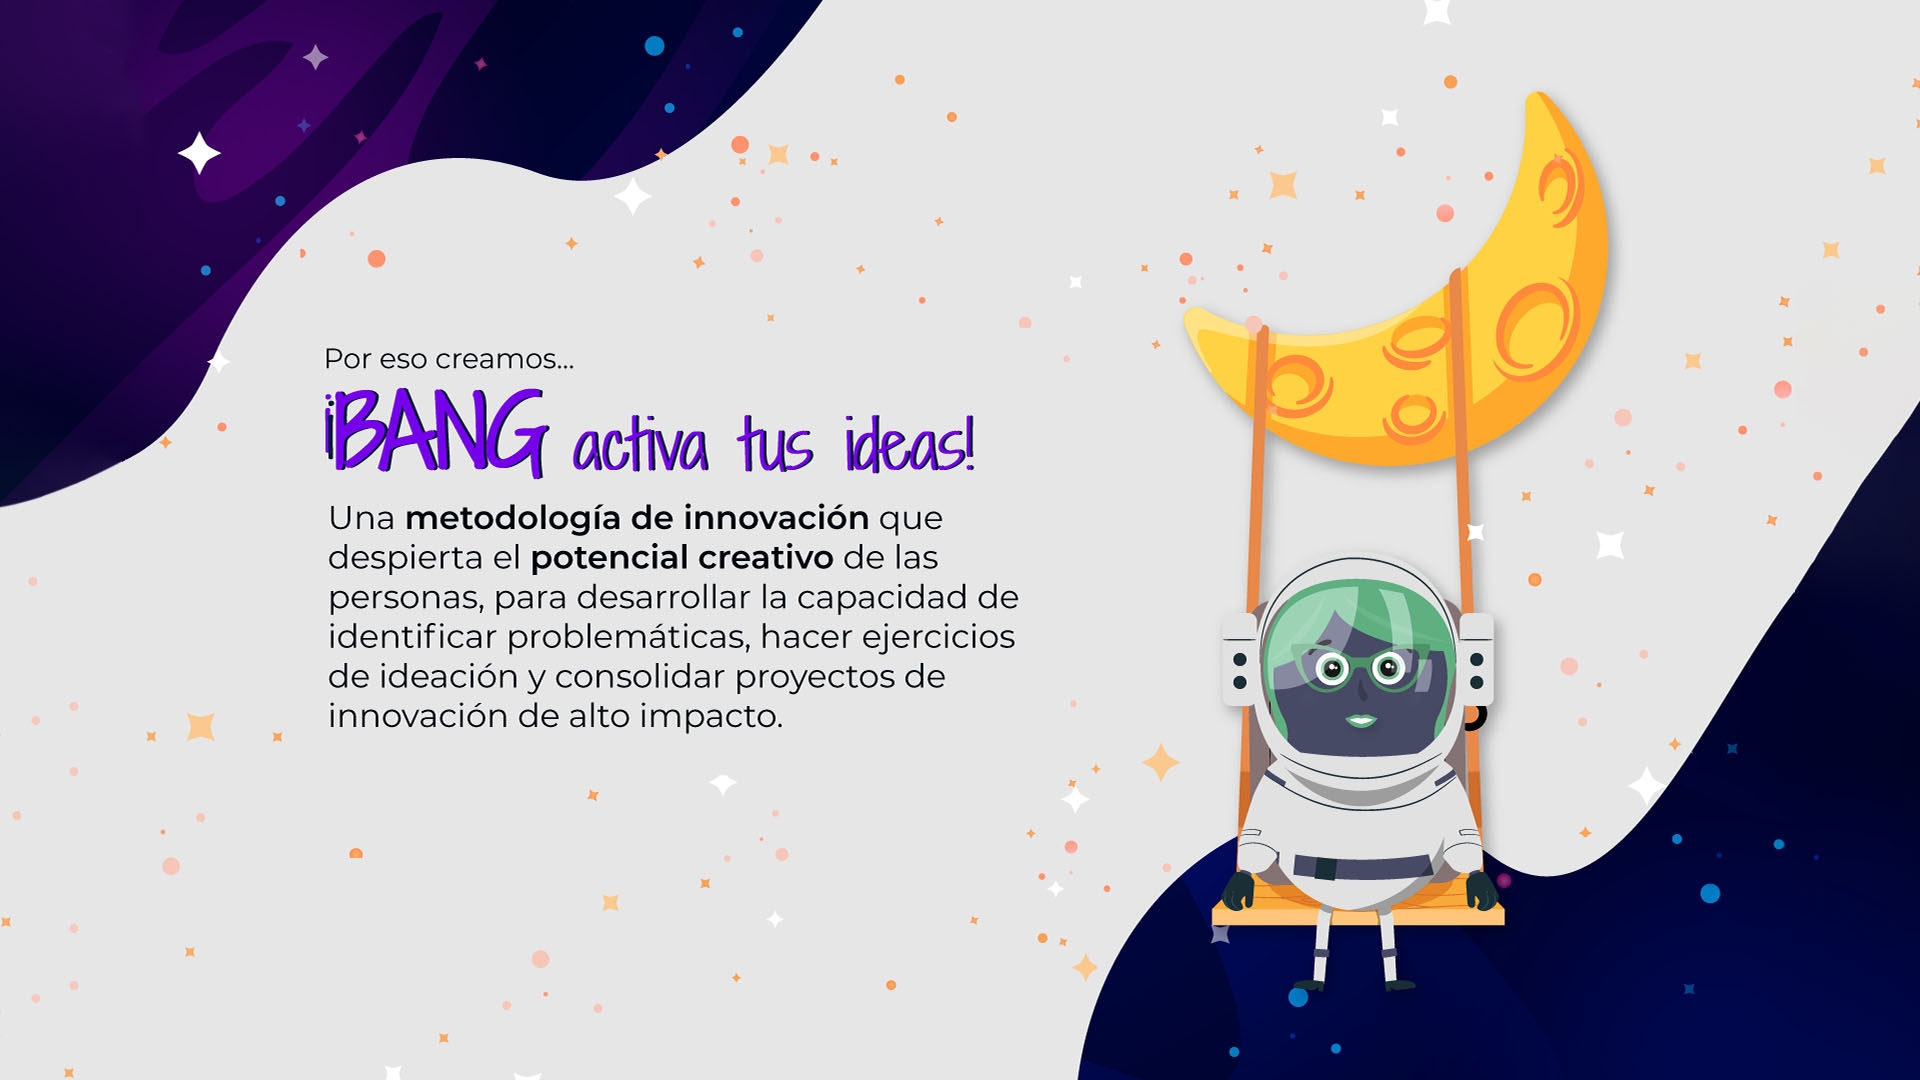 Por eso creamos...
¡BANG activa tus ideas!
Una metodología de innovación que
despierta el potencial creativo de las
personas, para desarrollar la capacidad de
identificar problemáticas, hacer ejercicios
de ideación y consolidar proyectos de
innovación de alto impacto.